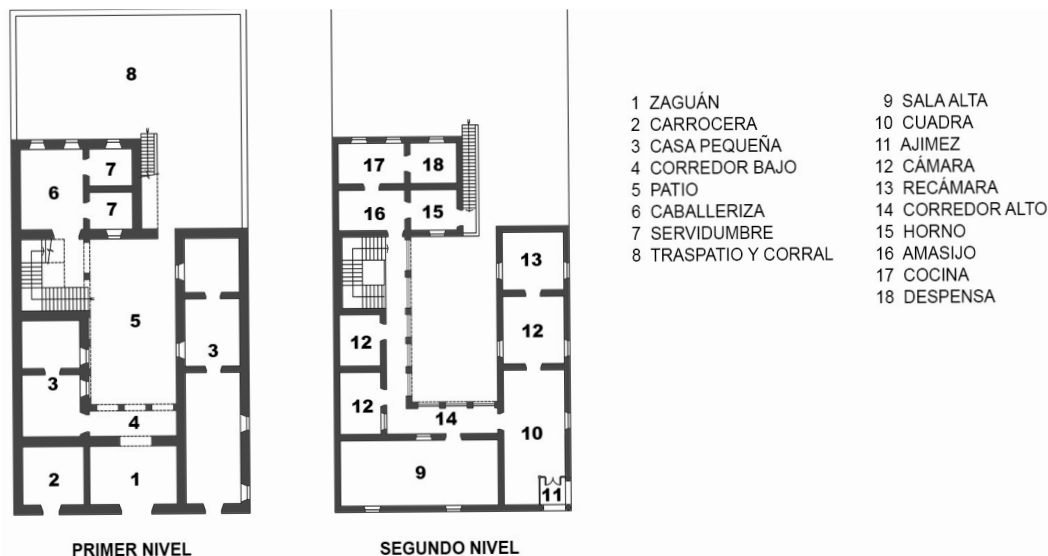 8
7
6
7
5
3
3
4
2
1
PRIMER NIVEL
17
18
16
15
13
12
12
12
14
10
9
11
SEGUNDO NIVEL
1 ZAGUÁN
2 CARROCERA
3 CASA PEQUEÑA
4 CORREDOR BAJO
5 PATIO
6 CABALLERIZA
7 SERVIDUMBRE
8 TRASPATIO Y CORRAL
9 SALA ALTA
10 CUADRA
11 AJIMEZ
12 CÁMARA
13 RECÁMARA
14 CORREDOR ALTO
15 HORNO
16 AMASIJO
17 COCINA
18 DESPENSA